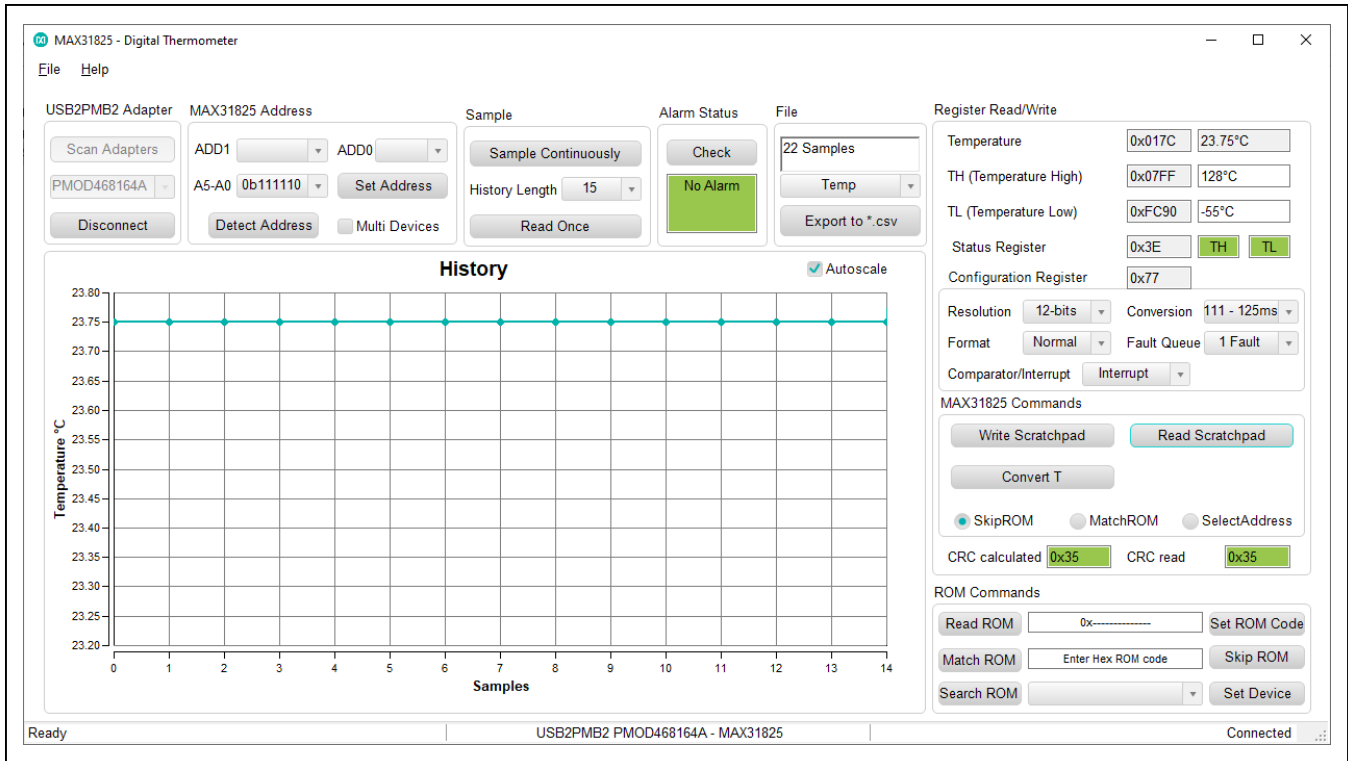 MAX31825 - Digital Thermometer
File Help
USB2PMB2 Adapter
Scan Adapters
PMOD468164A
Disconnect
MAX31825 Address
ADD1 ADD0
A5-A0 0b111110 Set Address
Detect Address Multi Devices
Sample
Sample Continuously
History Length 15
Read Once
Alarm Status
Check
No Alarm
File
22 Samples
Temp
Export to *.csv
History
Autoscale
Temperature °C
23.80
23.75
23.70
23.65
23.60
23.55
23.50
23.45
23.40
23.35
23.30
23.25
23.20
0 1 2 3 4 5 6 7 8 9 10 11 12 13 14
Samples
Register Read/Write
Temperature 0x017C 23.75°C
TH (Temperature High) 0x07FF 128°C
TL (Temperature Low) 0xFC90 -55°C
Status Register 0x3E TH TL
Configuration Register 0x77
Resolution 12-bits Conversion 111 - 125ms
Format Normal Fault Queue 1 Fault
Comparator/Interrupt Interrupt
MAX31825 Commands
Write Scratchpad Read Scratchpad
Convert T
SkipROM MatchROM SelectAddress
CRC calculated 0x35 CRC read 0x35
ROM Commands
Read ROM 0x-------------- Set ROM Code
Match ROM Enter Hex ROM code Skip ROM
Search ROM Set Device
Ready USB2PMB2 PMOD468164A - MAX31825 Connected